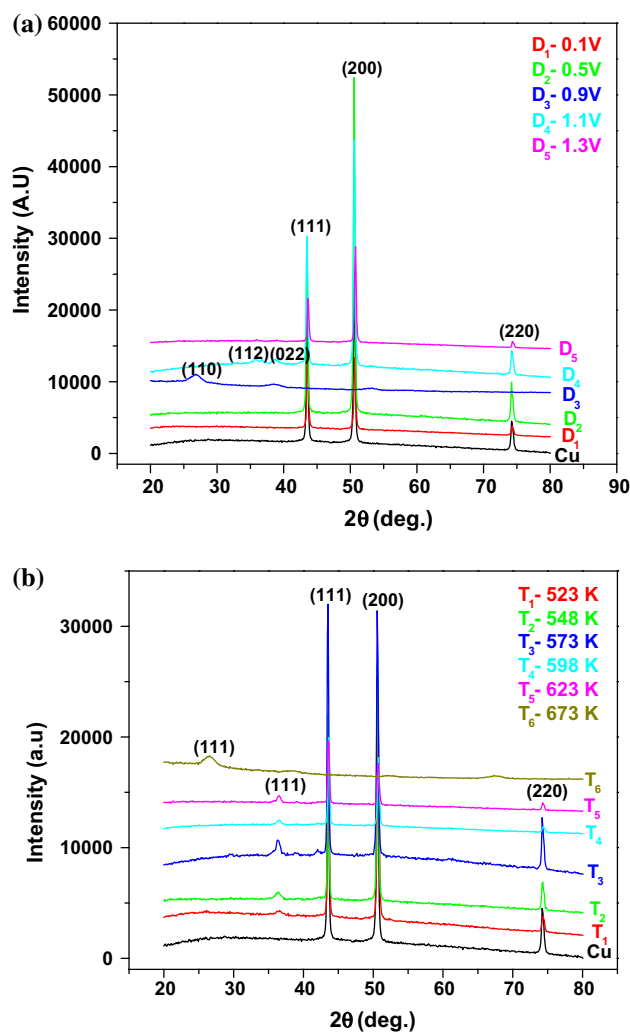 (a)
60000
50000
40000
30000
20000
10000
0
Intensity (A.U)
D1- 0.1V
D2- 0.5V
D3- 0.9V
D4- 1.1V
D5- 1.3V
(200)
(111)
(220)
(112) (022)
(110)
D5
D4
D3
D2
D1
Cu
20 30 40 50 60 70 80 90
2θ (deg.)
(b)
30000
20000
10000
0
Intensity (a.u)
T1- 523 K
T2- 548 K
T3- 573 K
T4- 598 K
T5- 623 K
T6- 673 K
(111) (200)
(111)
(111)
(220)
T6
T5
T4
T3
T2
T1
Cu
20 30 40 50 60 70 80
2θ (deg.)